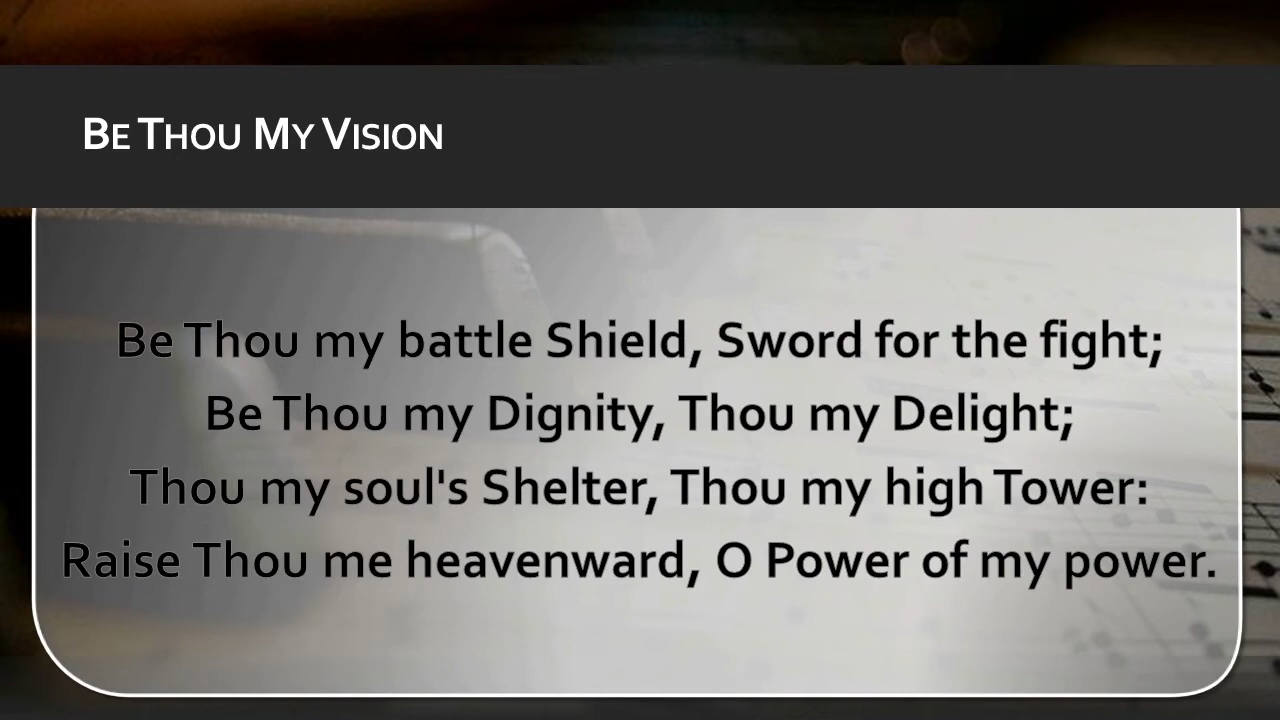 Be Thou My Vision
Be Thou my battle Shield, Sword for the fight;
Be Thou my Dignity, Thou my Delight;
Thou my soul's Shelter, Thou my high Tower:
Raise Thou me heavenward, O Power of my power.